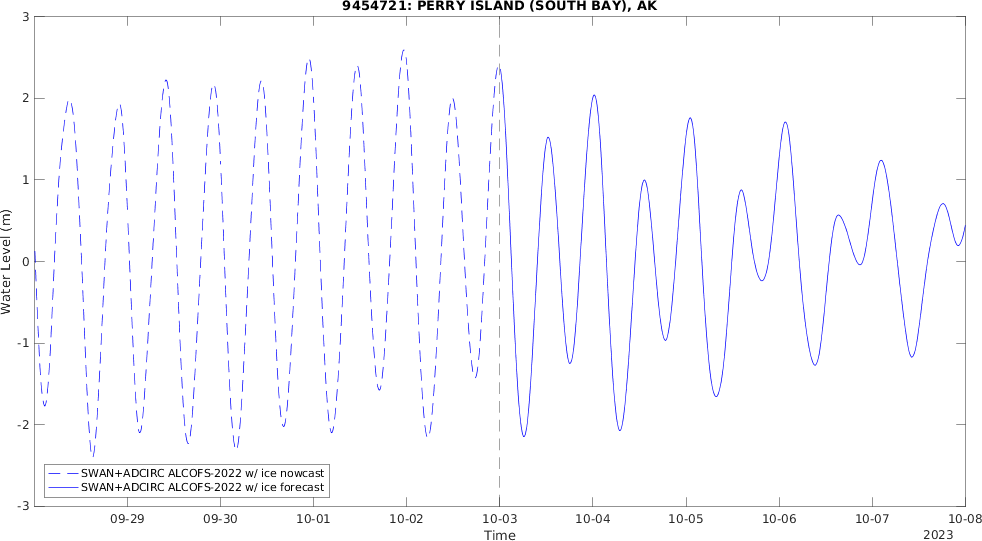 9454721: PERRY ISLAND (SOUTH BAY), AK
3
2
1
0
-1
-2
-3
Water Level (m)
SWAN+ADCIRC ALCOFS-2022 w/ ice nowcast
SWAN+ADCIRC ALCOFS-2022 w/ ice forecast
09-29 09-30 10-01 10-02 10-03 10-04 10-05 10-06 10-07 10-08
Time
2023